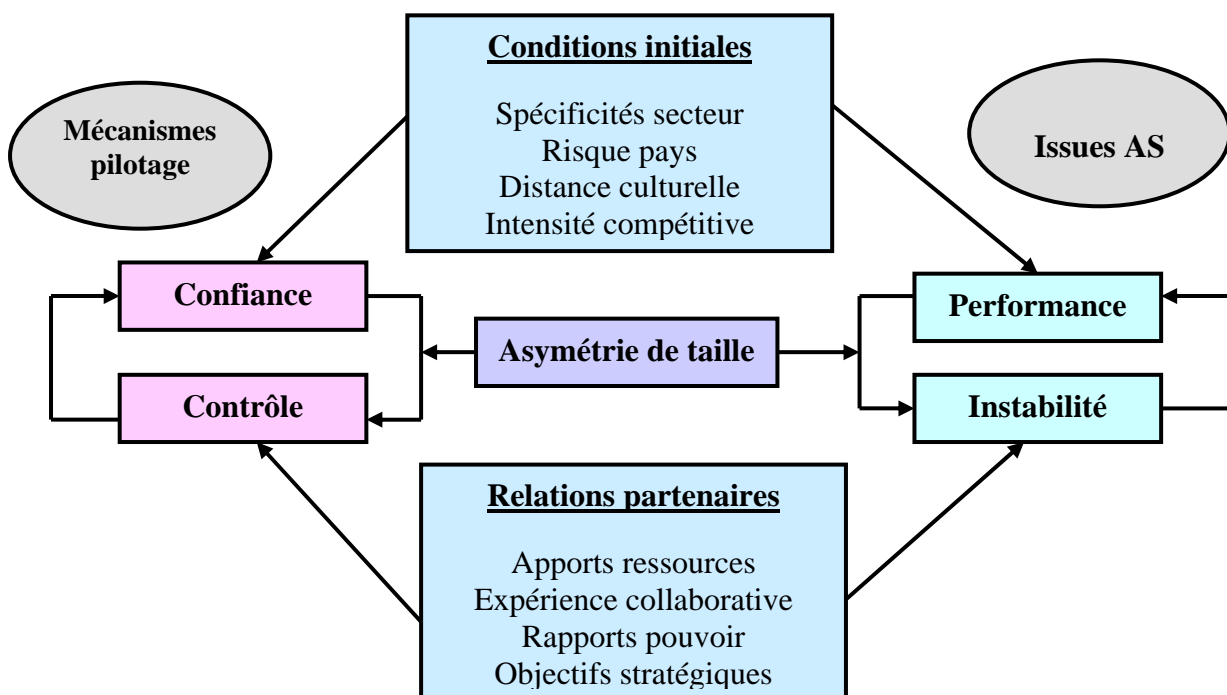 Conditions initiales
Spécificités secteur
Risque pays
Distance culturelle
Intensité compétitive
Mécanismes
pilotage
Issues AS
Confiance
Performance
Asymétrie de taille
Contrôle
Instabilité
Relations partenaires
Apports ressources
Expérience collaborative
Rapports pouvoir
Objectifs stratégiques